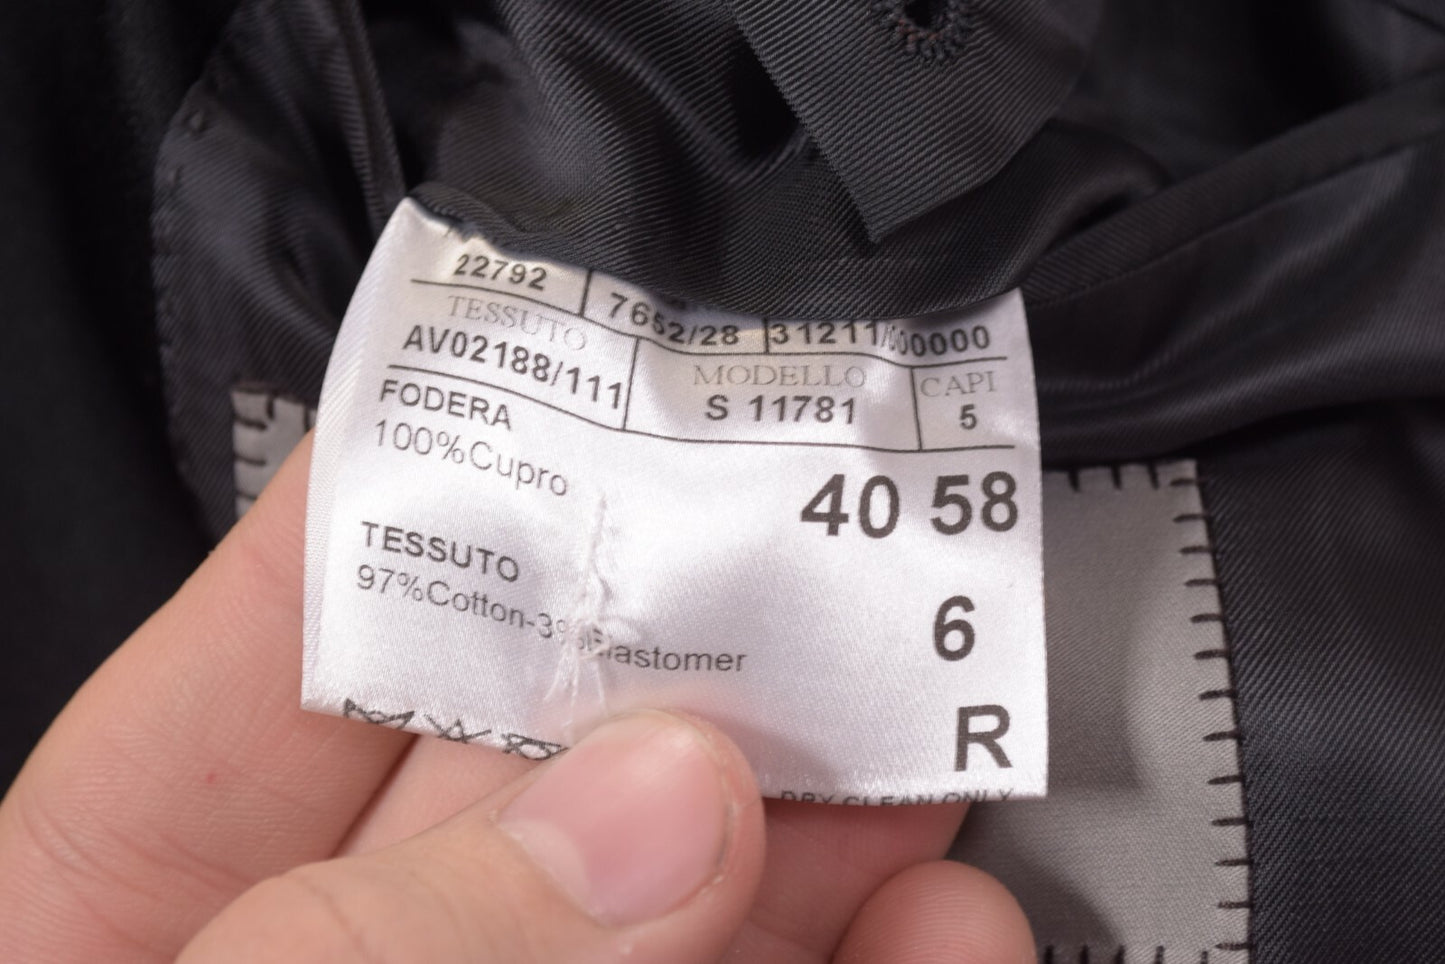 22792 7652/28 31211/000000
TESSUTO MODELLO CAPI
AV02188/111 S 11781 5
FODERA
100%Cupro
40 58
TESSUTO
97%Cotton-3%Elastomer
6
R
DRY CLEAN ONLY